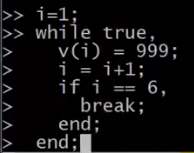 >> i=1;
>> while true,
>    v(i) = 999;
>    i = i+1;
>    if i == 6,
>      break;
>    end;
>  end;